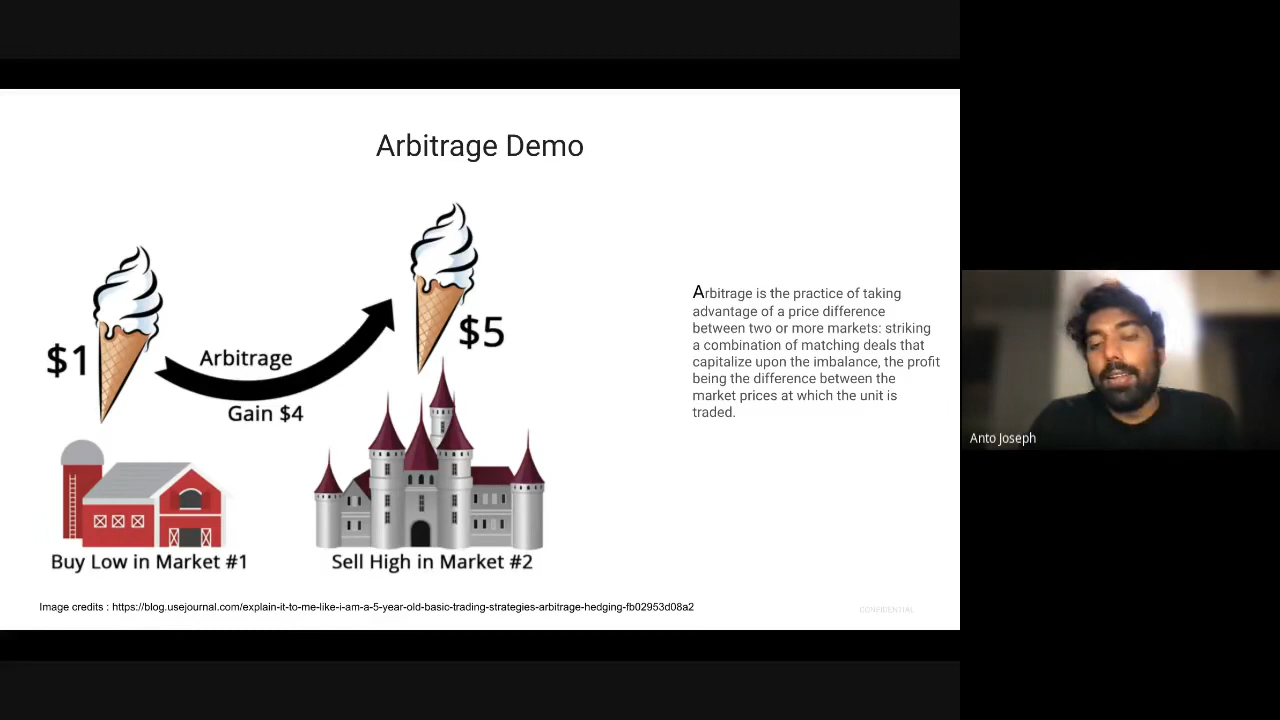 Arbitrage Demo
$1
Arbitrage
Gain $4
$5
Buy Low in Market #1
Sell High in Market #2
Arbitrage is the practice of taking
advantage of a price difference
between two or more markets: striking
a combination of matching deals that
capitalize upon the imbalance, the profit
being the difference between the
market prices at which the unit is
traded.
Image credits : https://blog.usejournal.com/explain-it-to-me-like-i-am-a-5-year-old-basic-trading-strategies-arbitrage-hedging-fb02953d08a2
CONFIDENTIAL
Anto Joseph